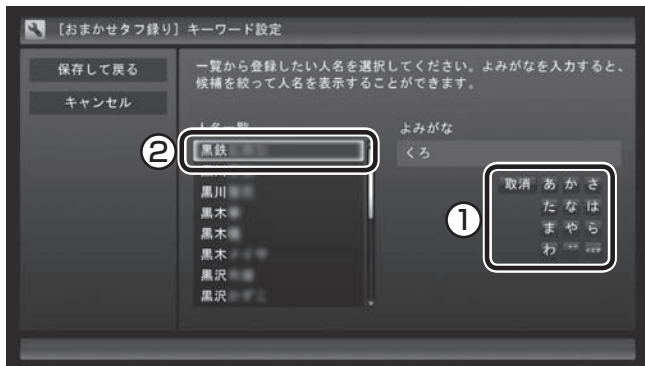 [おまかせタフ録り] キーワード設定
保存して戻る
キャンセル
一覧から登録したい人名を選択してください。よみがなを入力すると、
候補を絞って人名を表示することができます。
人名一覧
②
黒鉄
黒川
黒木
黒木
黒木
黒沢
黒沢
よみがな
くろ
①
取消 あ か さ
た な は
ま や ら
わ